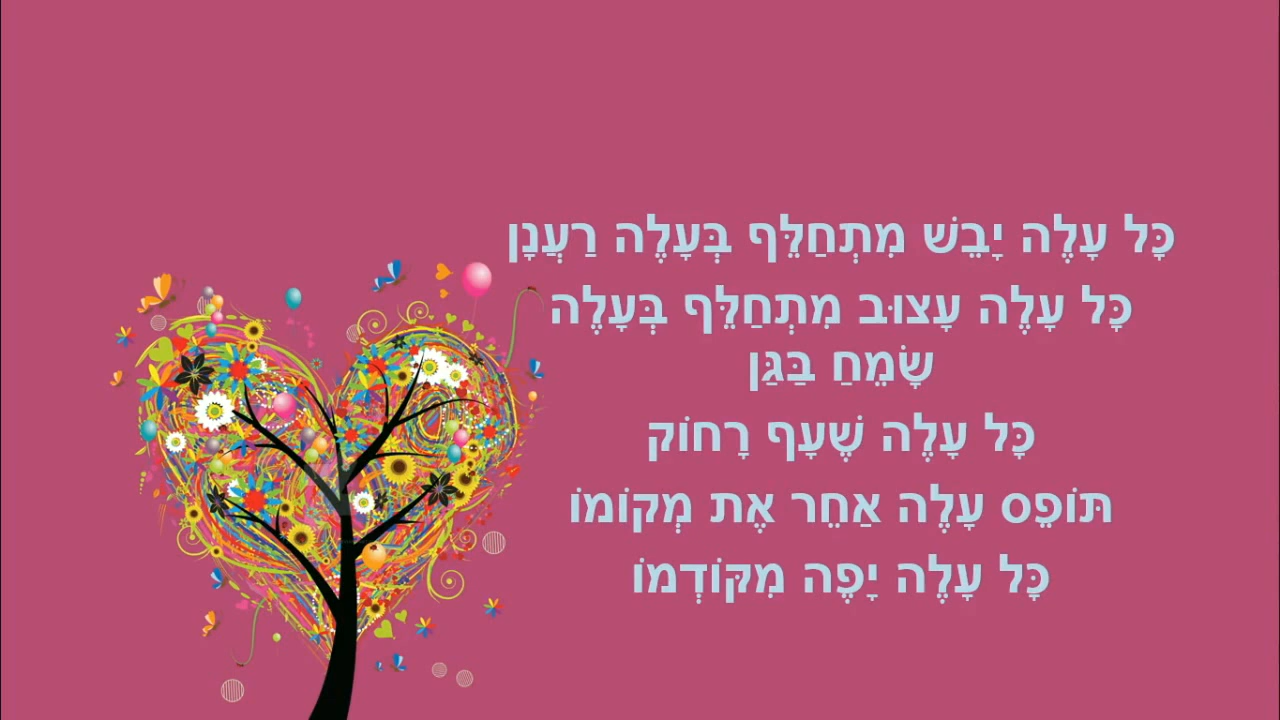 כָּל עָלֶה יָבֵשׁ מִתְחַלֵּף בְּעָלֶה רַעֲנָן
כָּל עָלֶה עָצוּב מִתְחַלֵּף בְּעָלֶה
שָׂמֵחַ בַּגַּן
כָּל עָלֶה שֶׁעָף רָחוֹק
תּוֹפֵס עָלֶה אַחֵר אֶת מְקוֹמוֹ
כָּל עָלֶה יָפֶה מִקּוֹדְמוֹ